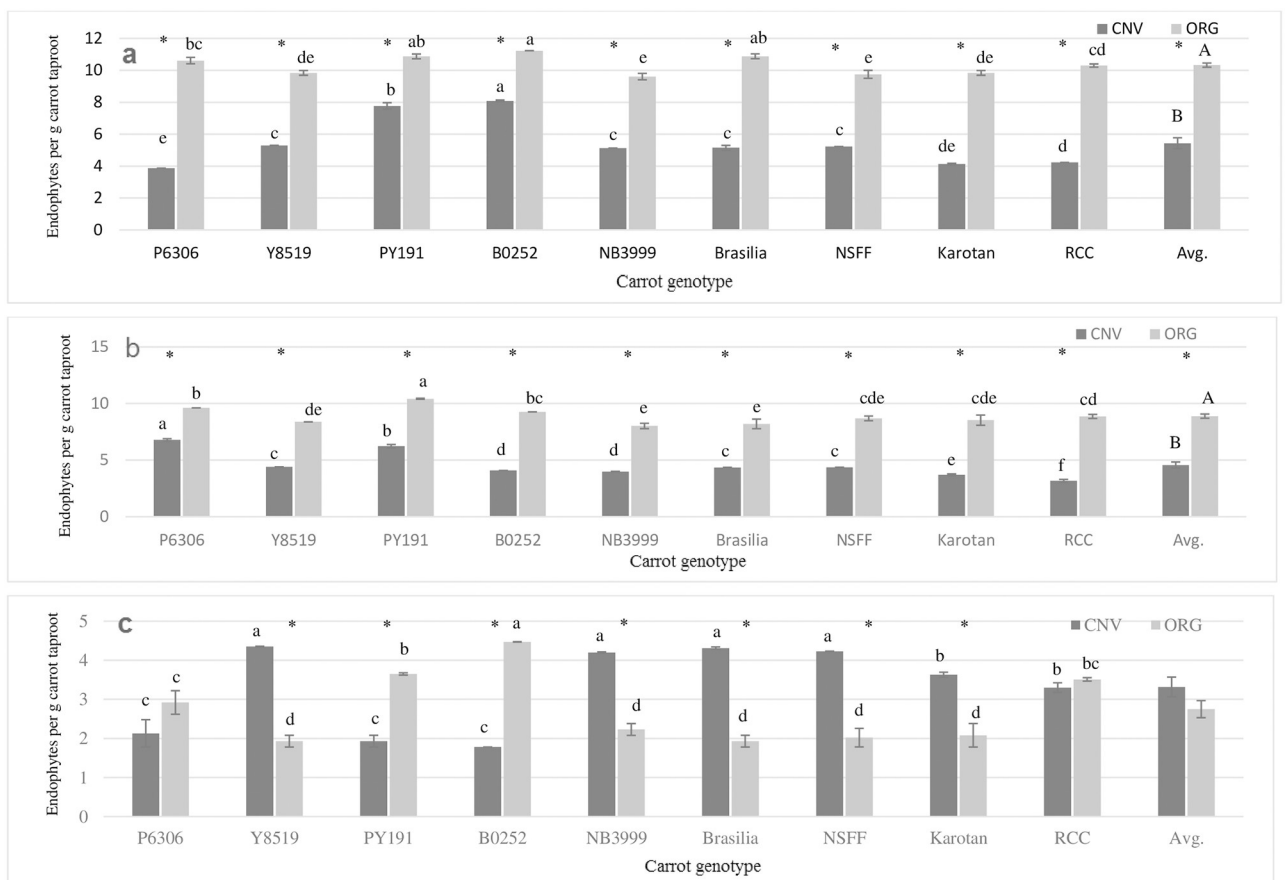 a
CNV ORG
* bc * de * ab * a * e * ab * e * de * cd * A
e c b a c c c de d B
Endophytes per g carrot taproot
12
10
8
6
4
2
0
P6306 Y8519 PY191 B0252 NB3999 Brasilia NSFF Karotan RCC Avg.
Carrot genotype
b
CNV ORG
* * * * * * * * * *
b de a bc e e cde cde cd A
a c b d d c c e f B
Endophytes per g carrot taproot
15
10
5
0
P6306 Y8519 PY191 B0252 NB3999 Brasilia NSFF Karotan RCC Avg.
Carrot genotype
c
CNV ORG
* * * * * * *
c c a d c b c a a d a d a d b d b bc
Endophytes per g carrot taproot
5
4
3
2
1
0
P6306 Y8519 PY191 B0252 NB3999 Brasilia NSFF Karotan RCC Avg.
Carrot genotype